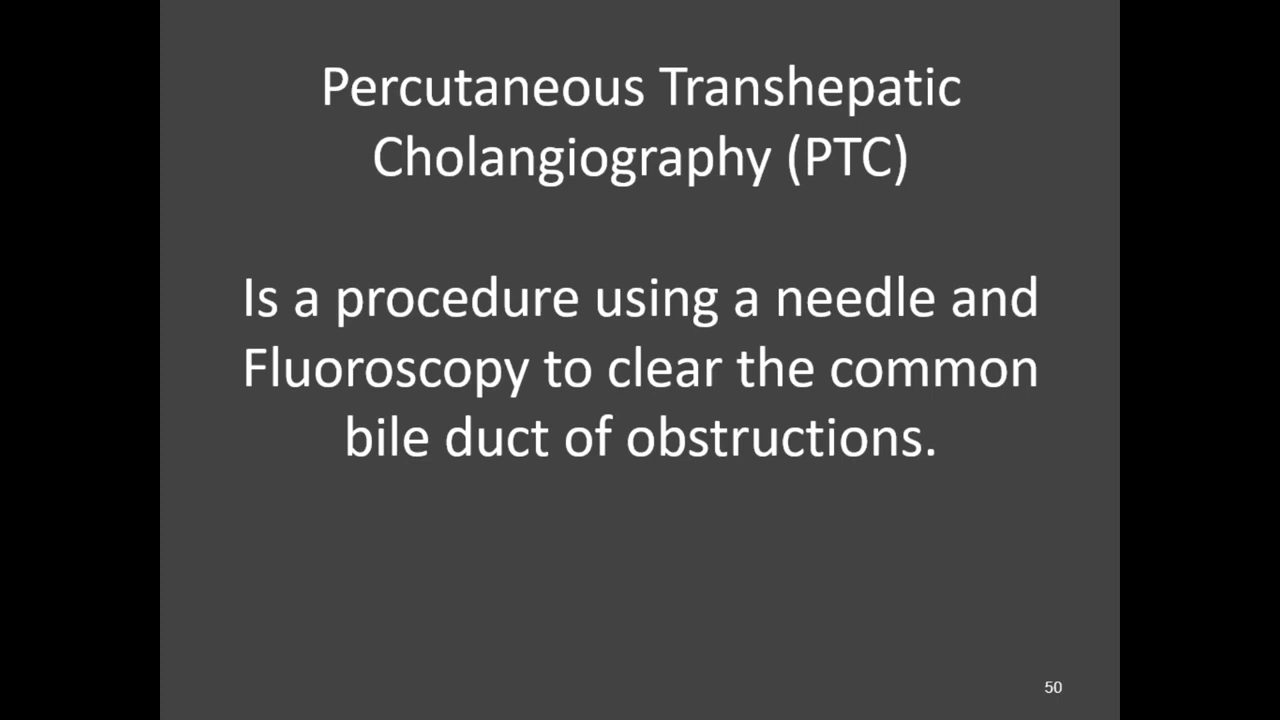 Percutaneous Transhepatic
Cholangiography (PTC)
Is a procedure using a needle and
Fluoroscopy to clear the common
bile duct of obstructions.
50